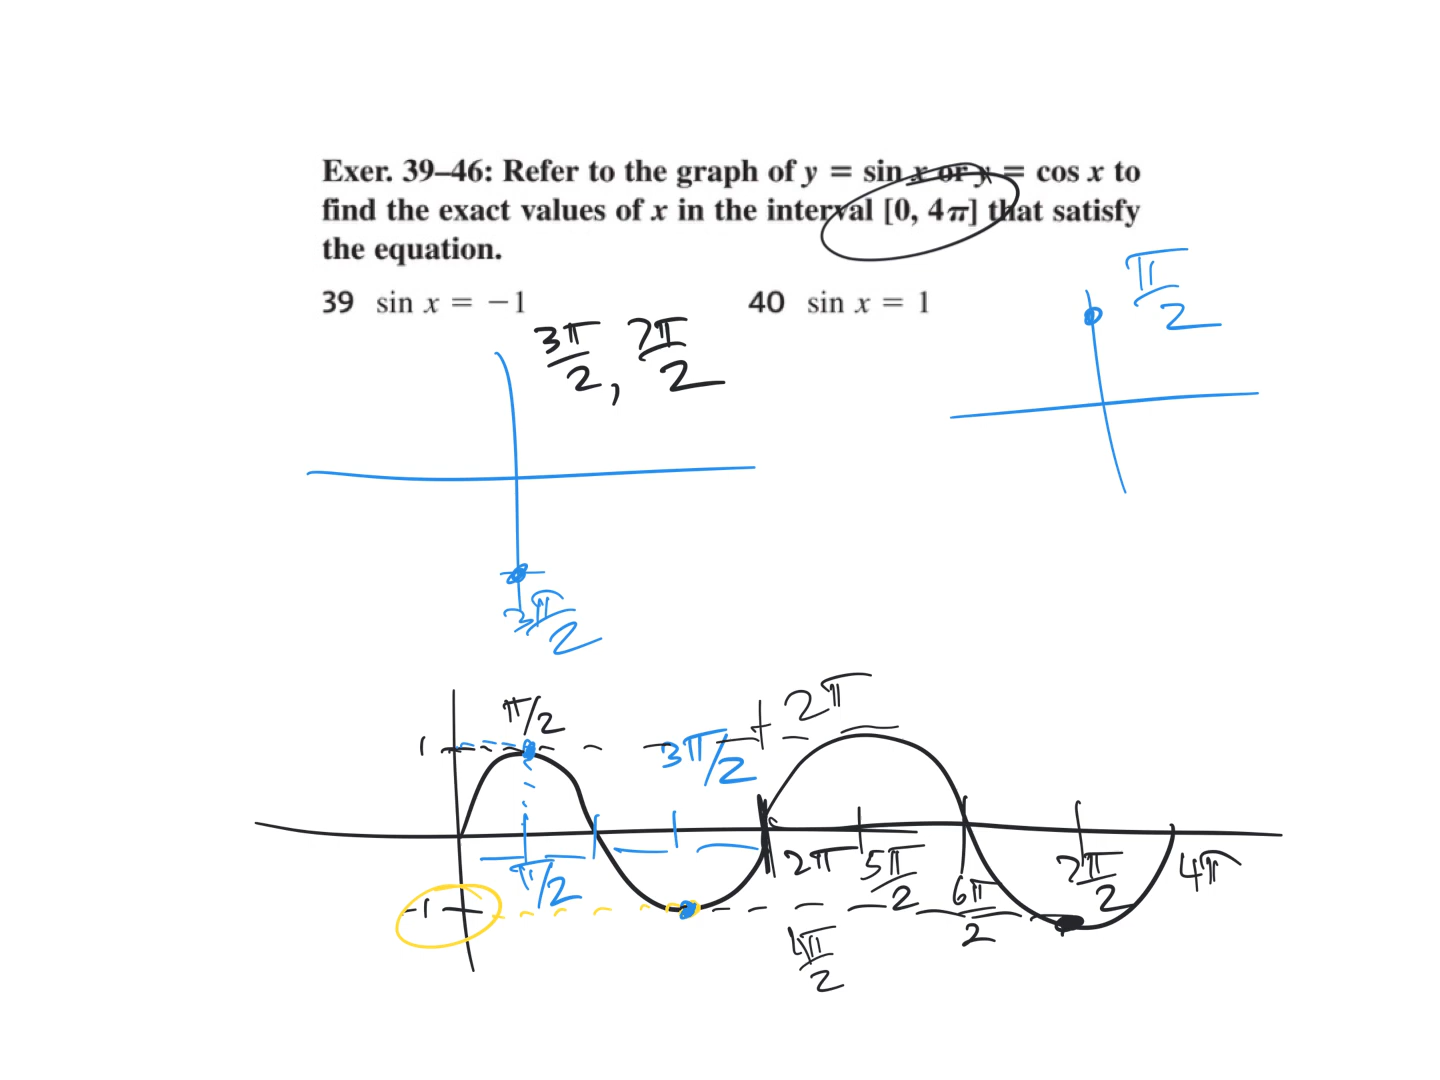 Exer. 39–46: Refer to the graph of y = sin x or y = cos x to
find the exact values of x in the interval [0, 4π] that satisfy
the equation.
39 sin x = −1
40 sin x = 1
3π/2, 7π/2
π/2
3π/2
π/2
2π
1
3π/2
π/2
2π
5π/2
6π/2
7π/2
4π
-1
4π/2